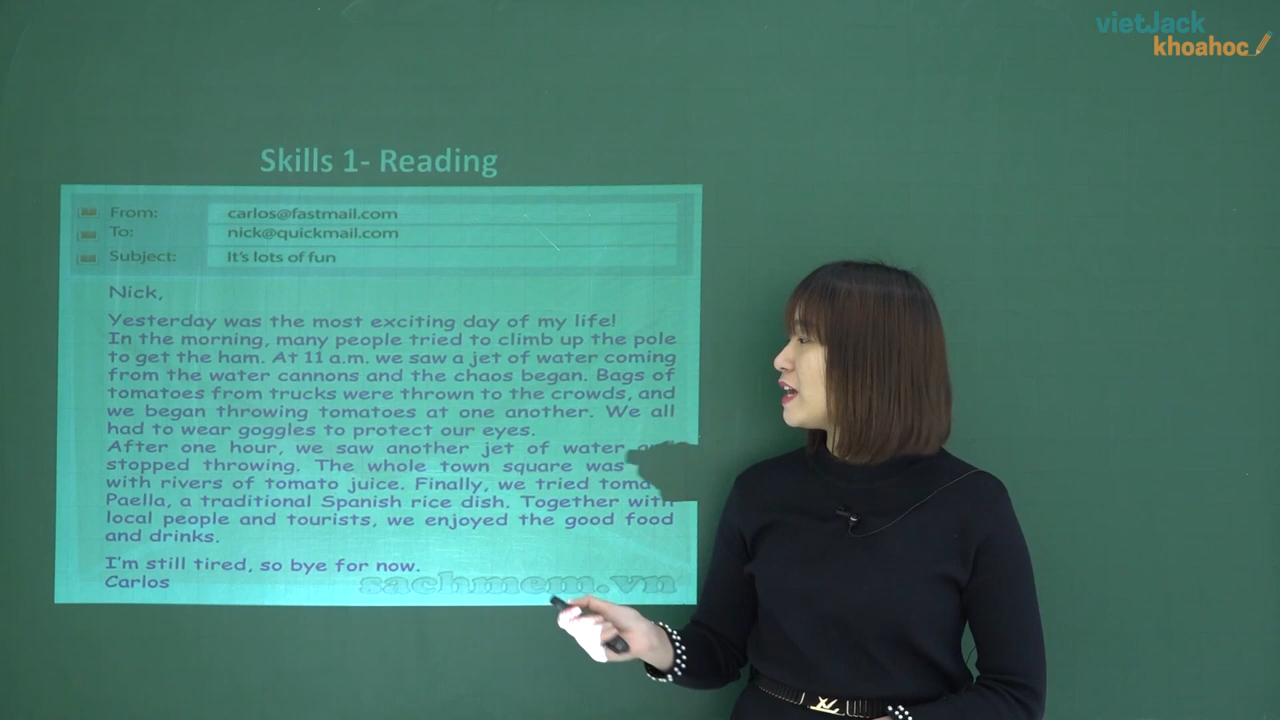 vietJack
khoahoc
Skills 1- Reading
From: carlos@fastmail.com
To: nick@quickmail.com
Subject: It's lots of fun
Nick,
Yesterday was the most exciting day of my life!
In the morning, many people tried to climb up the pole
to get the ham. At 11 a.m. we saw a jet of water coming
from the water cannons and the chaos began. Bags of
tomatoes from trucks were thrown to the crowds, and
we began throwing tomatoes at one another. We all
had to wear goggles to protect our eyes.
After one hour, we saw another jet of water
stopped throwing. The whole town square was
with rivers of tomato juice. Finally, we tried
Paella, a traditional Spanish rice dish. Together with
local people and tourists, we enjoyed the good food
and drinks.
I'm still tired, so bye for now.
Carlos
sachmem.vn